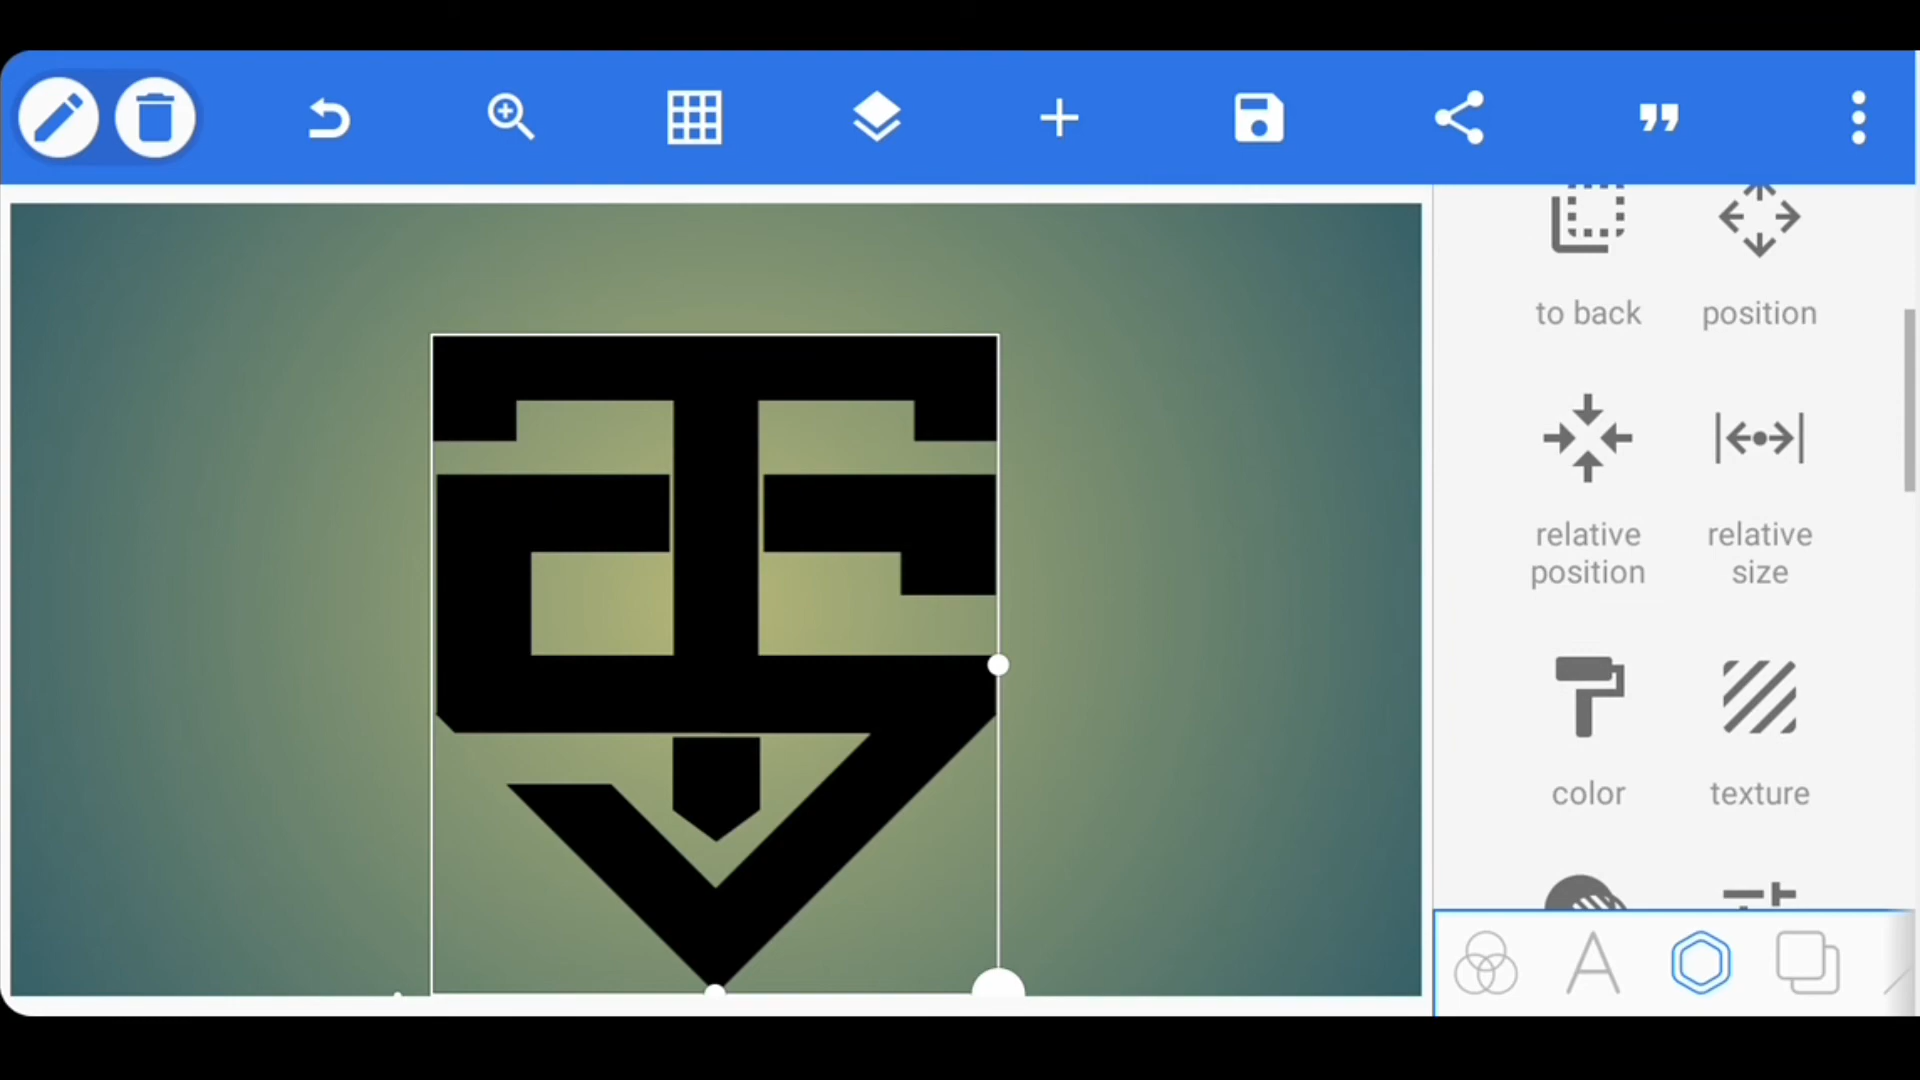 to back
position
relative
position
relative
size
color
texture